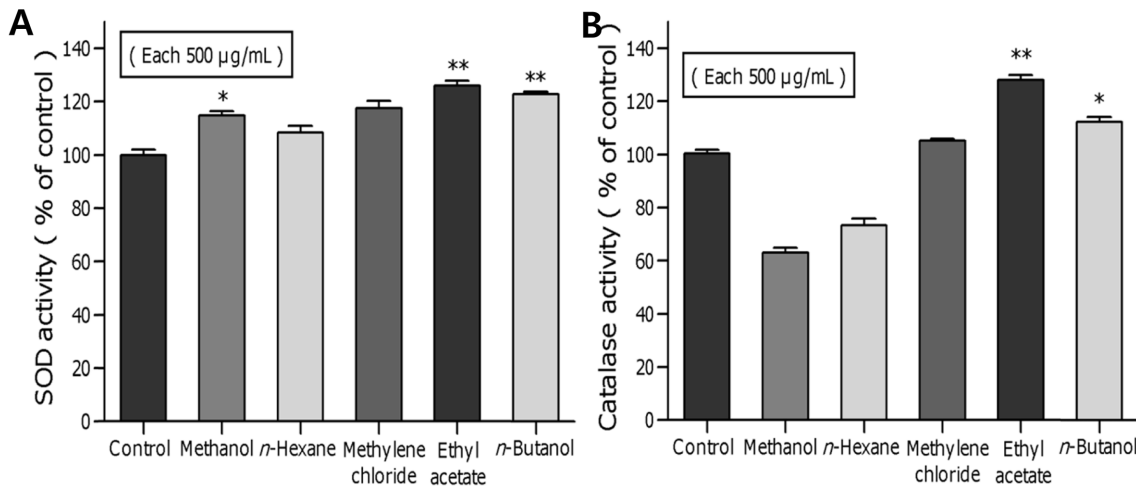 A
SOD activity ( % of control )
( Each 500 µg/mL )
140
120
100
80
60
40
20
0
*
**
**
Control
Methanol
n-Hexane
Methylene
chloride
Ethyl
acetate
n-Butanol
B
Catalase activity ( % of control )
( Each 500 µg/mL )
140
120
100
80
60
40
20
0
**
*
Control
Methanol
n-Hexane
Methylene
chloride
Ethyl
acetate
n-Butanol